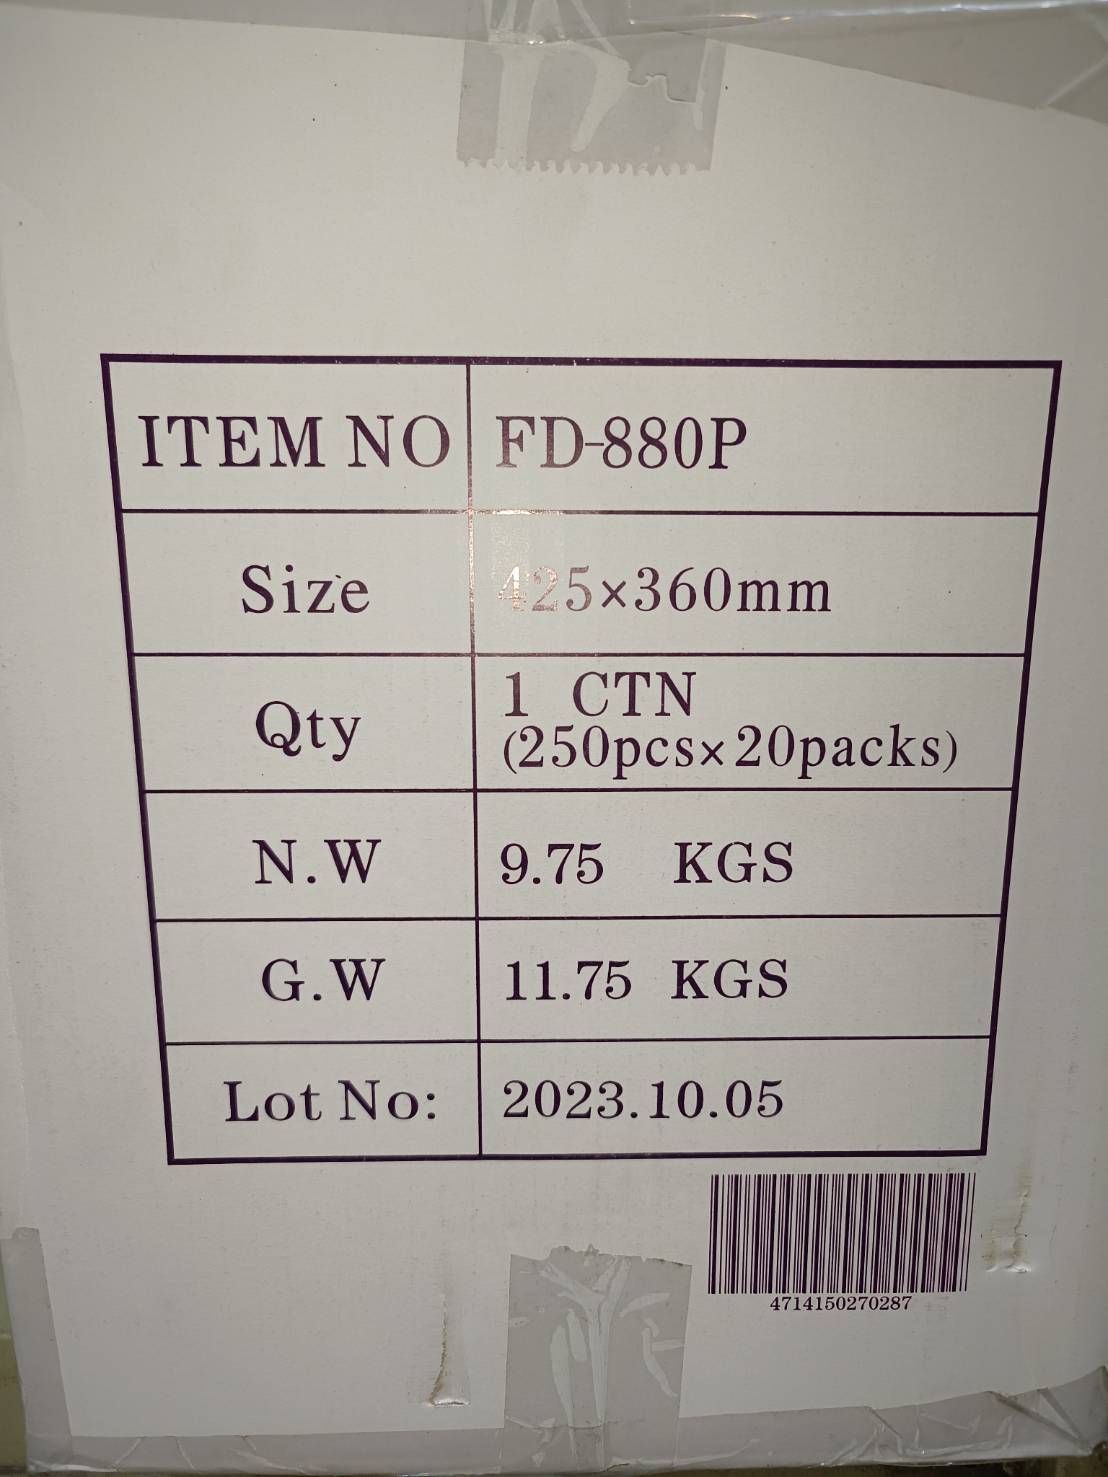 ITEM NO FD-880P
Size 425×360mm
Qty 1 CTN
(250pcs×20packs)
N.W 9.75 KGS
G.W 11.75 KGS
Lot No: 2023.10.05
4714150270287